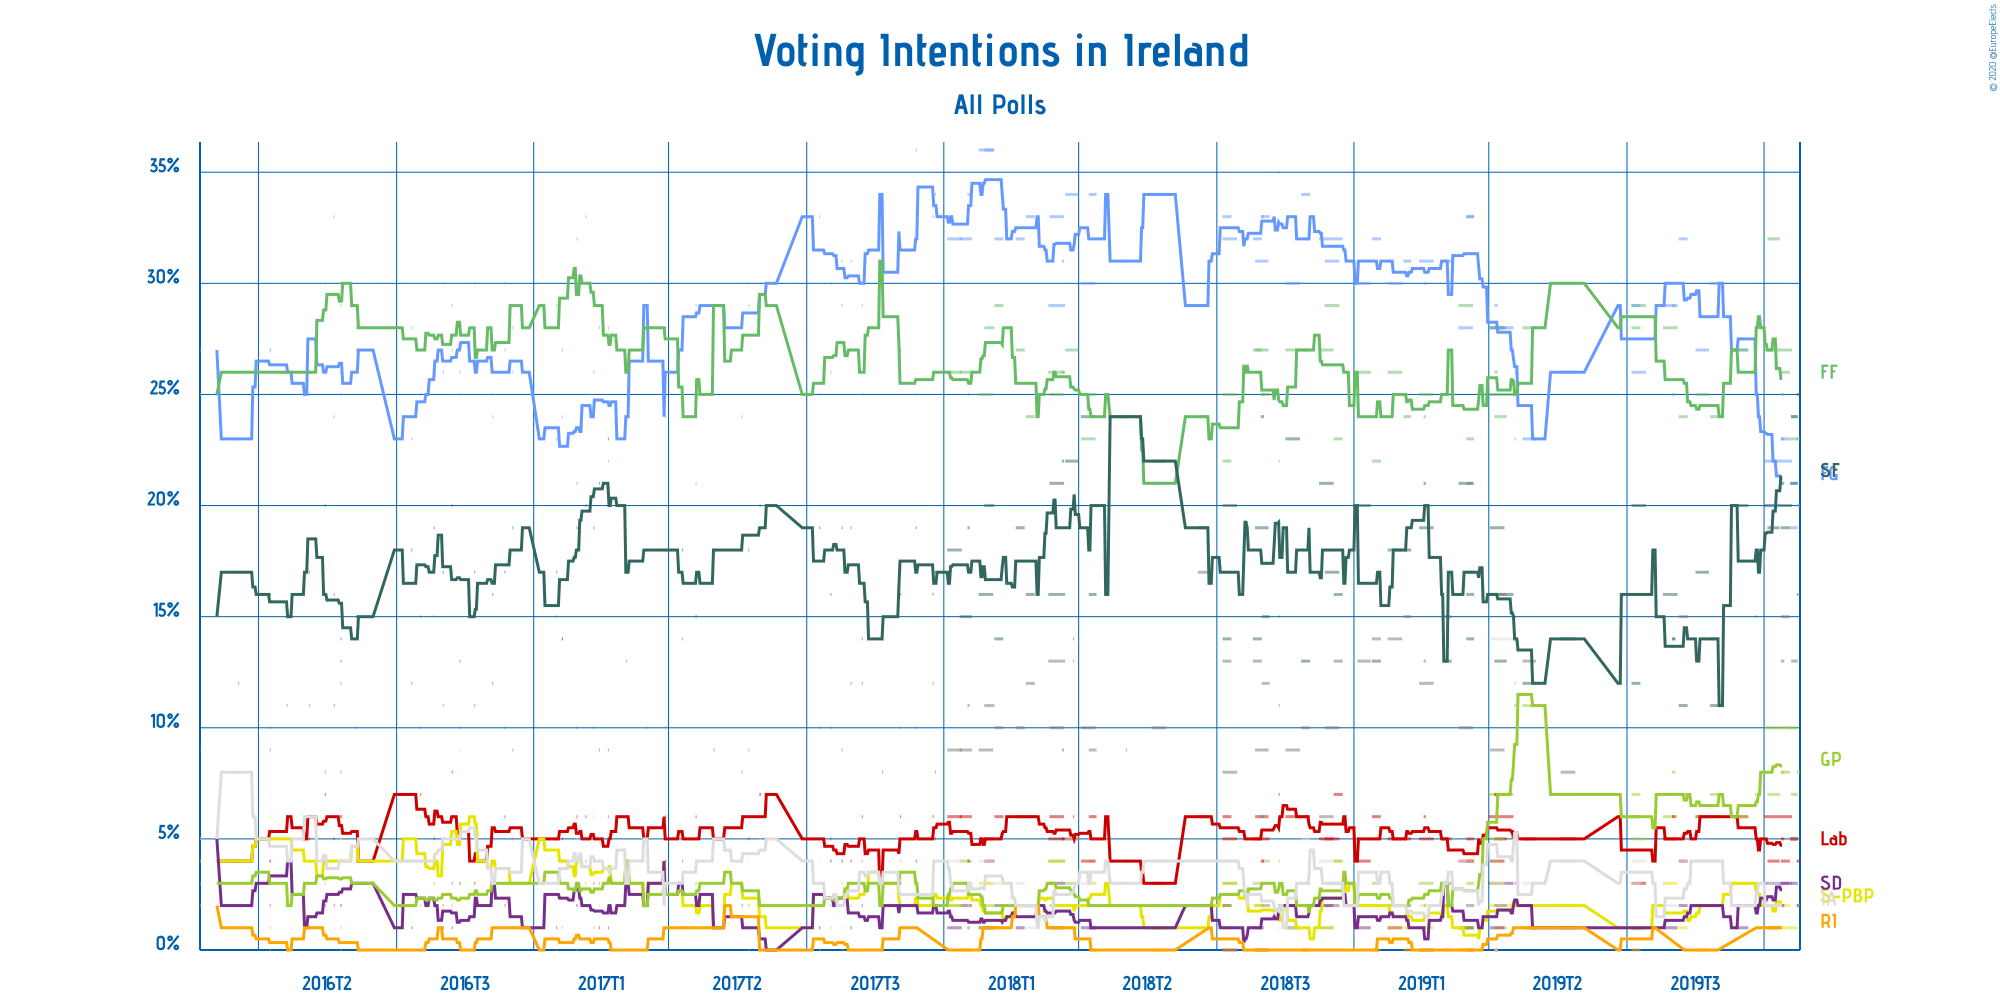 Voting Intentions in Ireland
All Polls
© 2020 @EuropeElects
35%
30%
25%
20%
15%
10%
5%
0%
FF
SF
FG
GP
Lab
SD
S-PBP
RI
2016T2
2016T3
2017T1
2017T2
2017T3
2018T1
2018T2
2018T3
2019T1
2019T2
2019T3